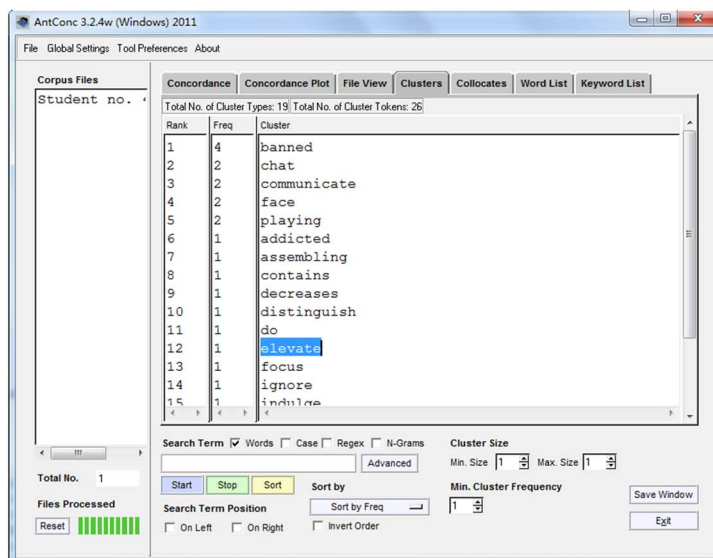 AntConc 3.2.4w (Windows) 2011
File Global Settings Tool Preferences About
Corpus Files
Student no.
Total No. 1
Files Processed
Reset
Concordance Concordance Plot File View Clusters Collocates Word List Keyword List
Total No. of Cluster Types: 19 Total No. of Cluster Tokens: 26
Rank Freq Cluster
1 4 banned
2 2 chat
3 2 communicate
4 2 face
5 2 playing
6 1 addicted
7 1 assembling
8 1 contains
9 1 decreases
10 1 distinguish
11 1 do
12 1 elevate
13 1 focus
14 1 ignore
15 1 indulge
Search Term Words Case Regex N-Grams
Advanced
Start Stop Sort
Search Term Position
On Left On Right
Sort by
Sort by Freq
Invert Order
Cluster Size
Min. Size 1 Max. Size 1
Min. Cluster Frequency
1
Save Window
Exit